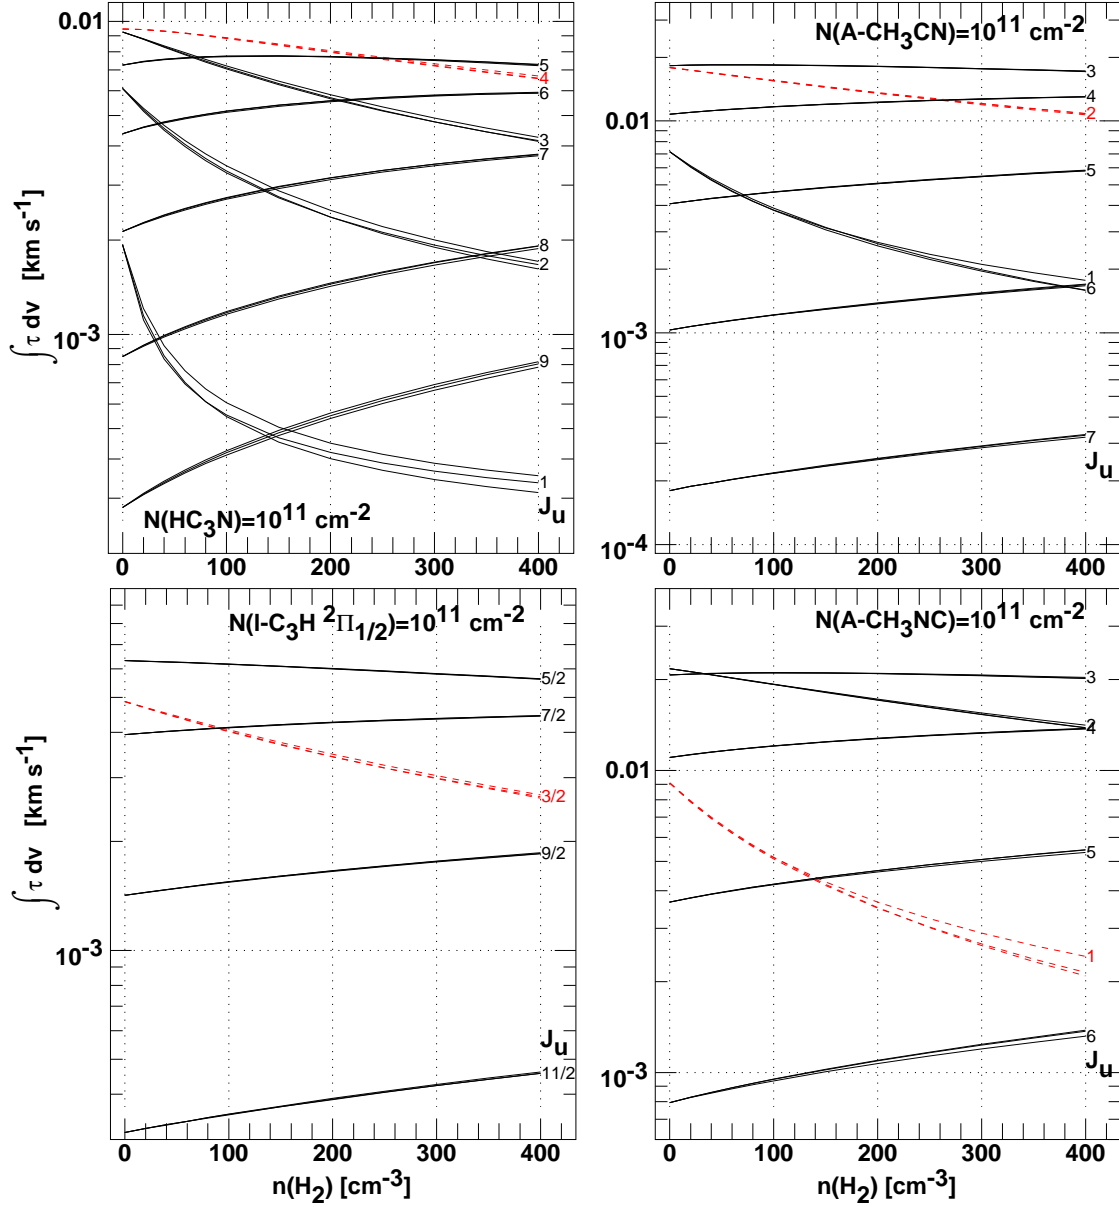 0.01
10-3
∫ τ dv [km s-1]
5
4
6
3
7
8
2
9
1
Ju
N(HC3N)=1011 cm-2
0 100 200 300 400
N(A-CH3CN)=1011 cm-2
0.01
10-3
10-4
3
4
2
5
1
6
7
Ju
0 100 200 300 400
N(l-C3H 2Π1/2)=1011 cm-2
10-3
∫ τ dv [km s-1]
5/2
7/2
3/2
9/2
Ju
11/2
0 100 200 300 400
n(H2) [cm-3]
N(A-CH3NC)=1011 cm-2
0.01
10-3
3
2
4
5
1
6
Ju
0 100 200 300 400
n(H2) [cm-3]